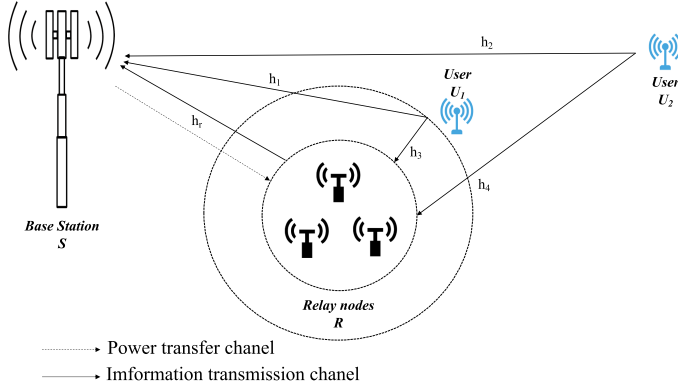 h₂
User
U₁
User
U₂
h₁
hᵣ
h₃
h₄
Base Station
S
Relay nodes
R
Power transfer chanel
Imformation transmission chanel